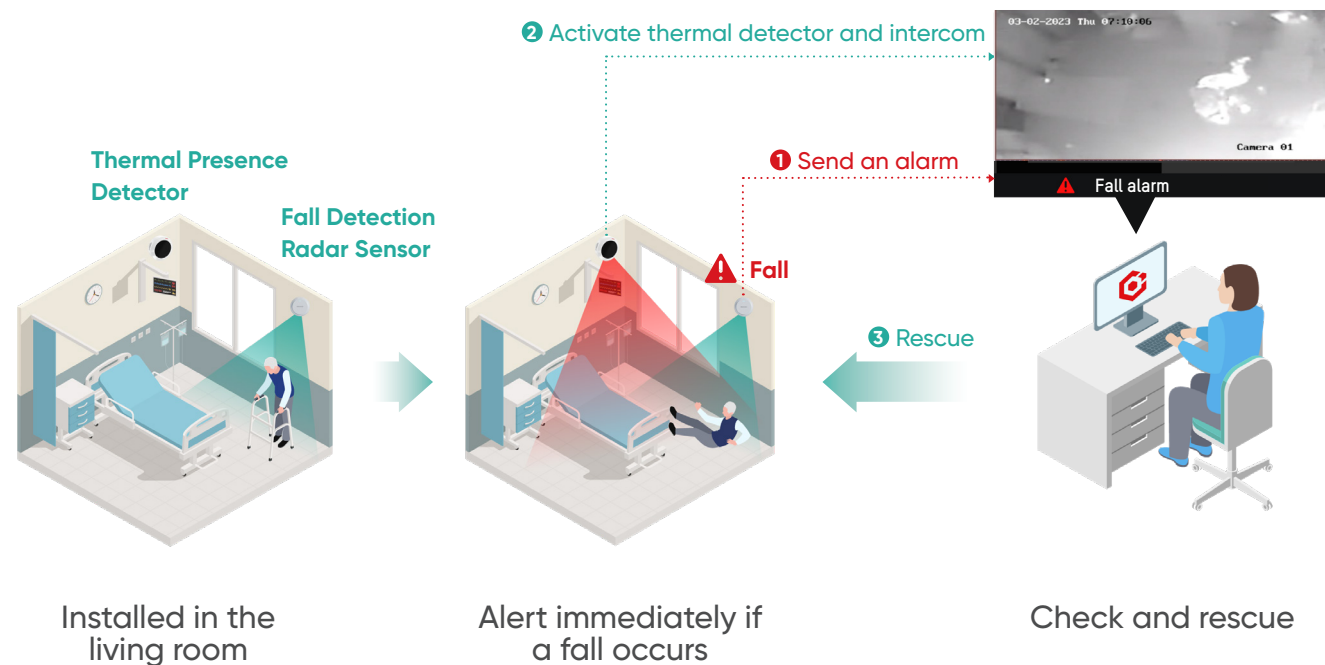 ❷ Activate thermal detector and intercom
03-02-2023 Thu 07:10:06
Camera 01
Fall alarm
❶ Send an alarm
Thermal Presence
Detector
Fall Detection
Radar Sensor
Fall
❸ Rescue
Installed in the
living room
Alert immediately if
a fall occurs
Check and rescue